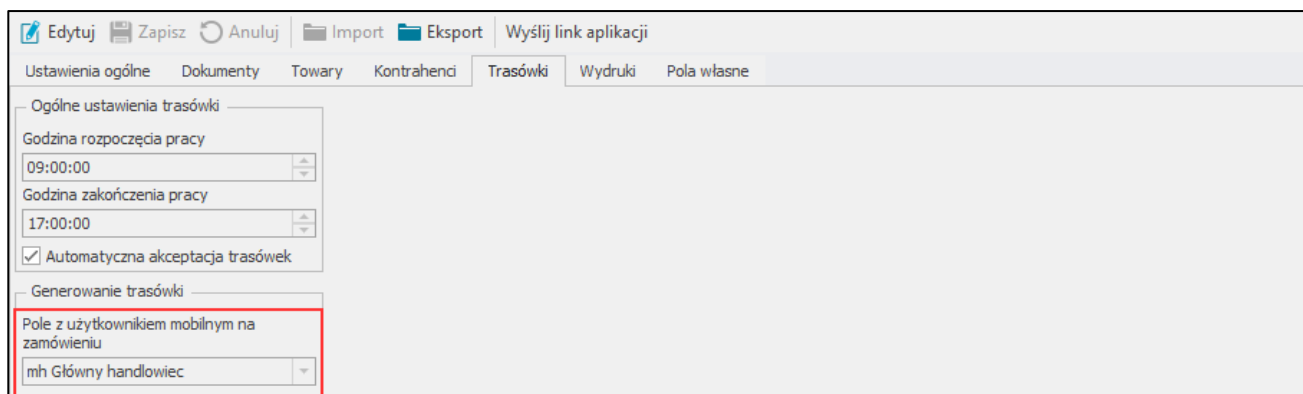 Edytuj Zapisz Anuluj Import Eksport Wyślij link aplikacji
Ustawienia ogólne Dokumenty Towary Kontrahenci Trasówki Wydruki Pola własne
Ogólne ustawienia trasówki
Godzina rozpoczęcia pracy
09:00:00
Godzina zakończenia pracy
17:00:00
Automatyczna akceptacja trasówek
Generowanie trasówki
Pole z użytkownikiem mobilnym na
zamówieniu
mh Główny handlowiec